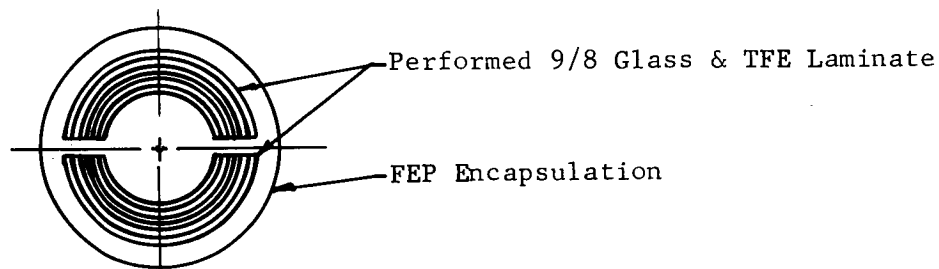 Performed 9/8 Glass & TFE Laminate
FEP Encapsulation